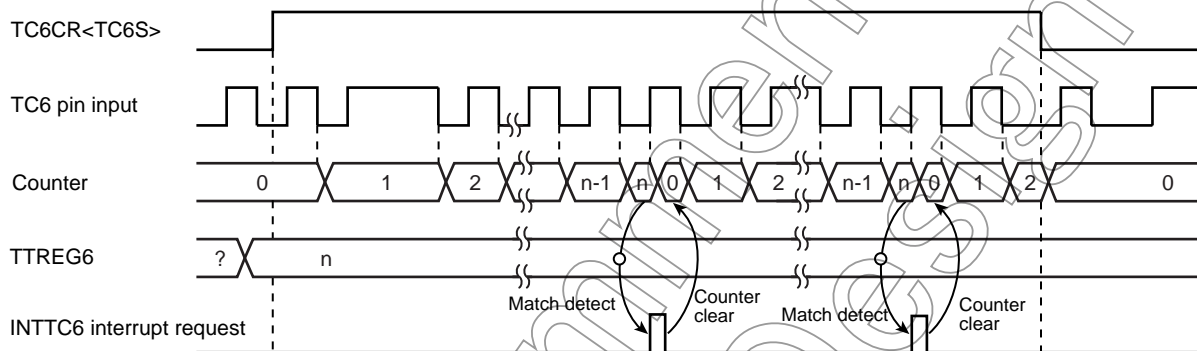 TC6CR<TC6S>
TC6 pin input
Counter 0 1 2 n-1 n 0 1 2 n-1 n 0 1 2 0
TTREG6 ? n
Match detect Counter clear Match detect Counter clear
INTTC6 interrupt request